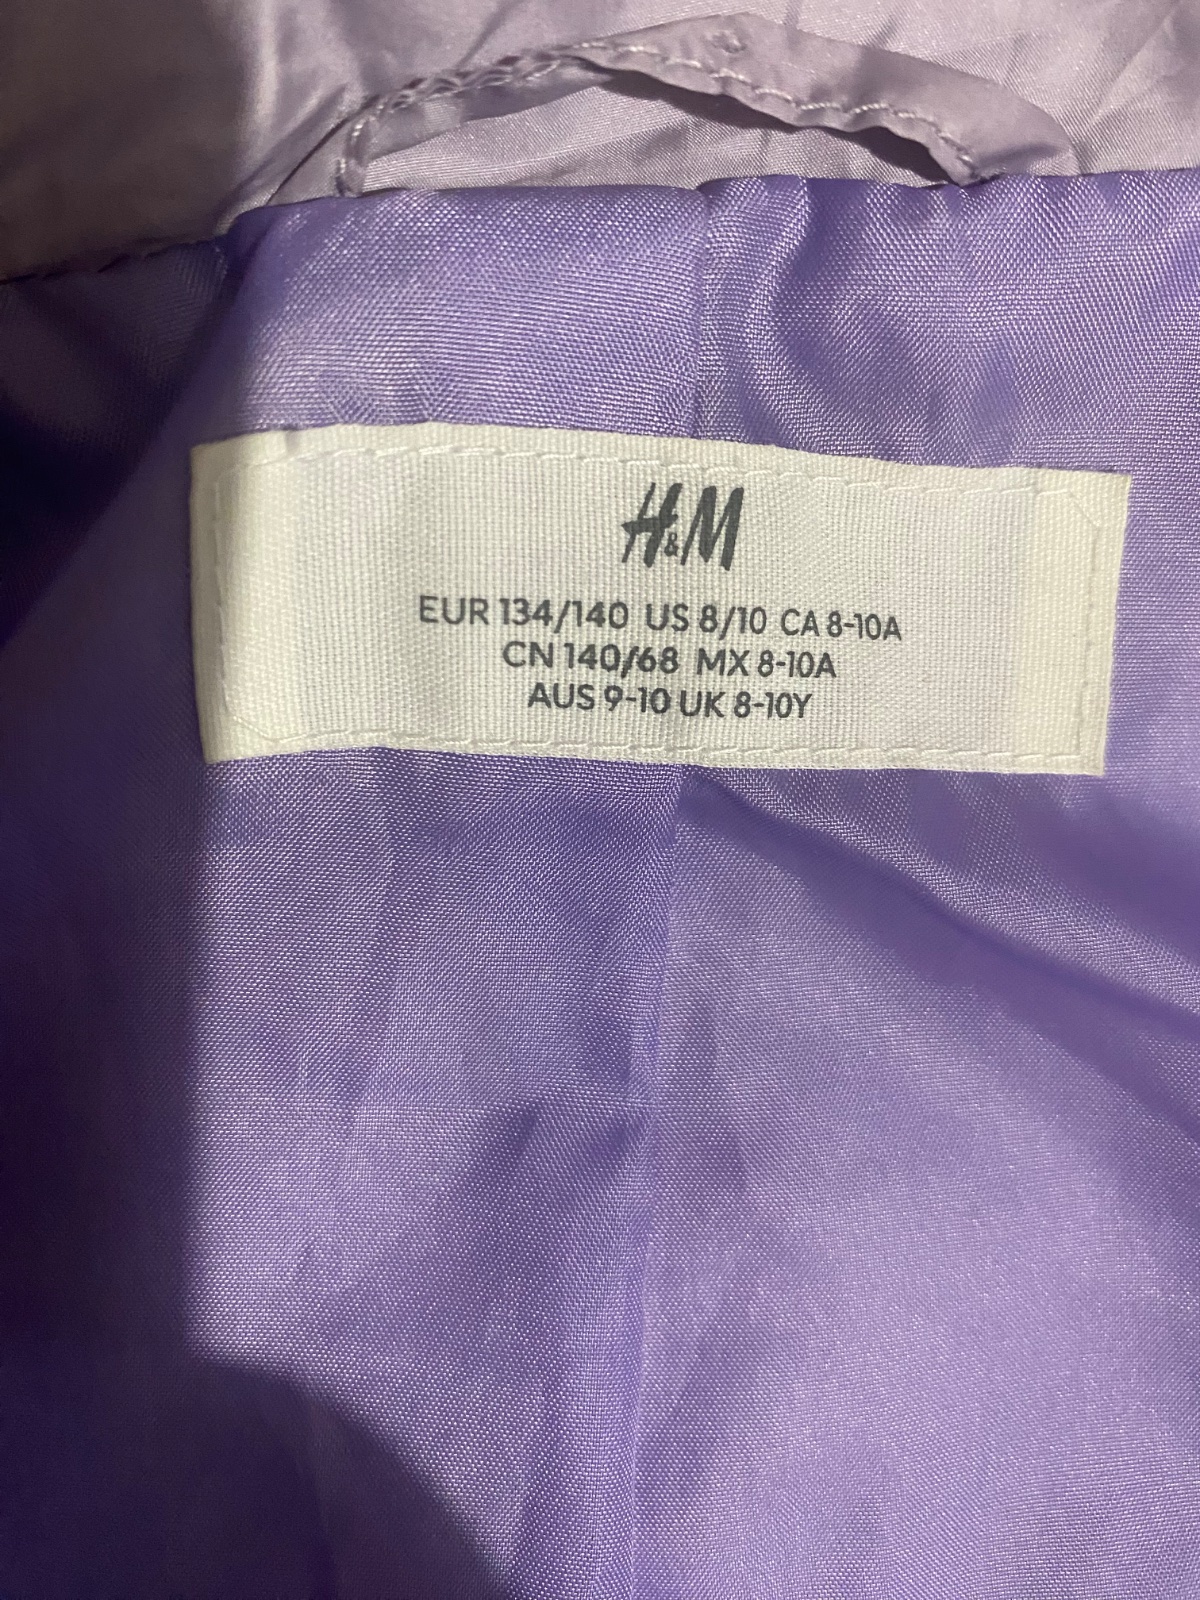 H&M
EUR 134/140 US 8/10 CA 8-10A
CN 140/68 MX 8-10A
AUS 9-10 UK 8-10Y